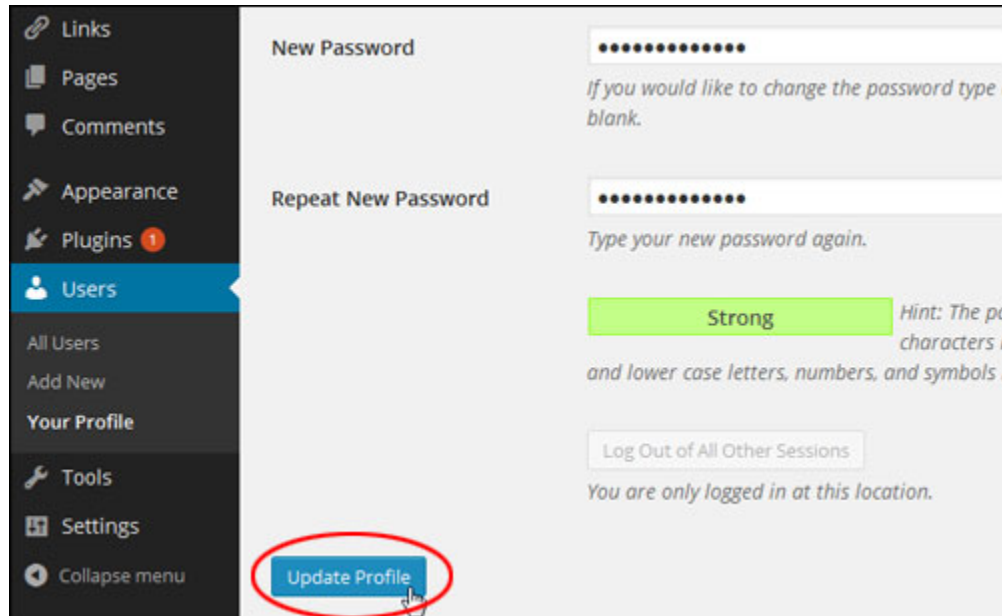 Links
Pages
Comments
Appearance
Plugins 1
Users
All Users
Add New
Your Profile
Tools
Settings
Collapse menu
New Password
•••••••••••••
If you would like to change the password type
blank.
Repeat New Password
•••••••••••••
Type your new password again.
Strong
Hint: The
characters
and lower case letters, numbers, and symbols
Log Out of All Other Sessions
You are only logged in at this location.
Update Profile